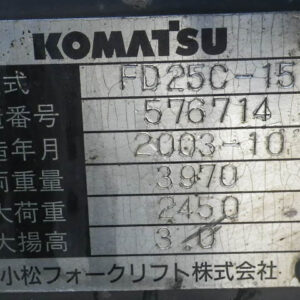 KOMATSU
式 FD25C-15
番号 576714
年月 2003-10
重量 3970
大荷重 2450
大揚高 3.0
小松フォークリフト株式会